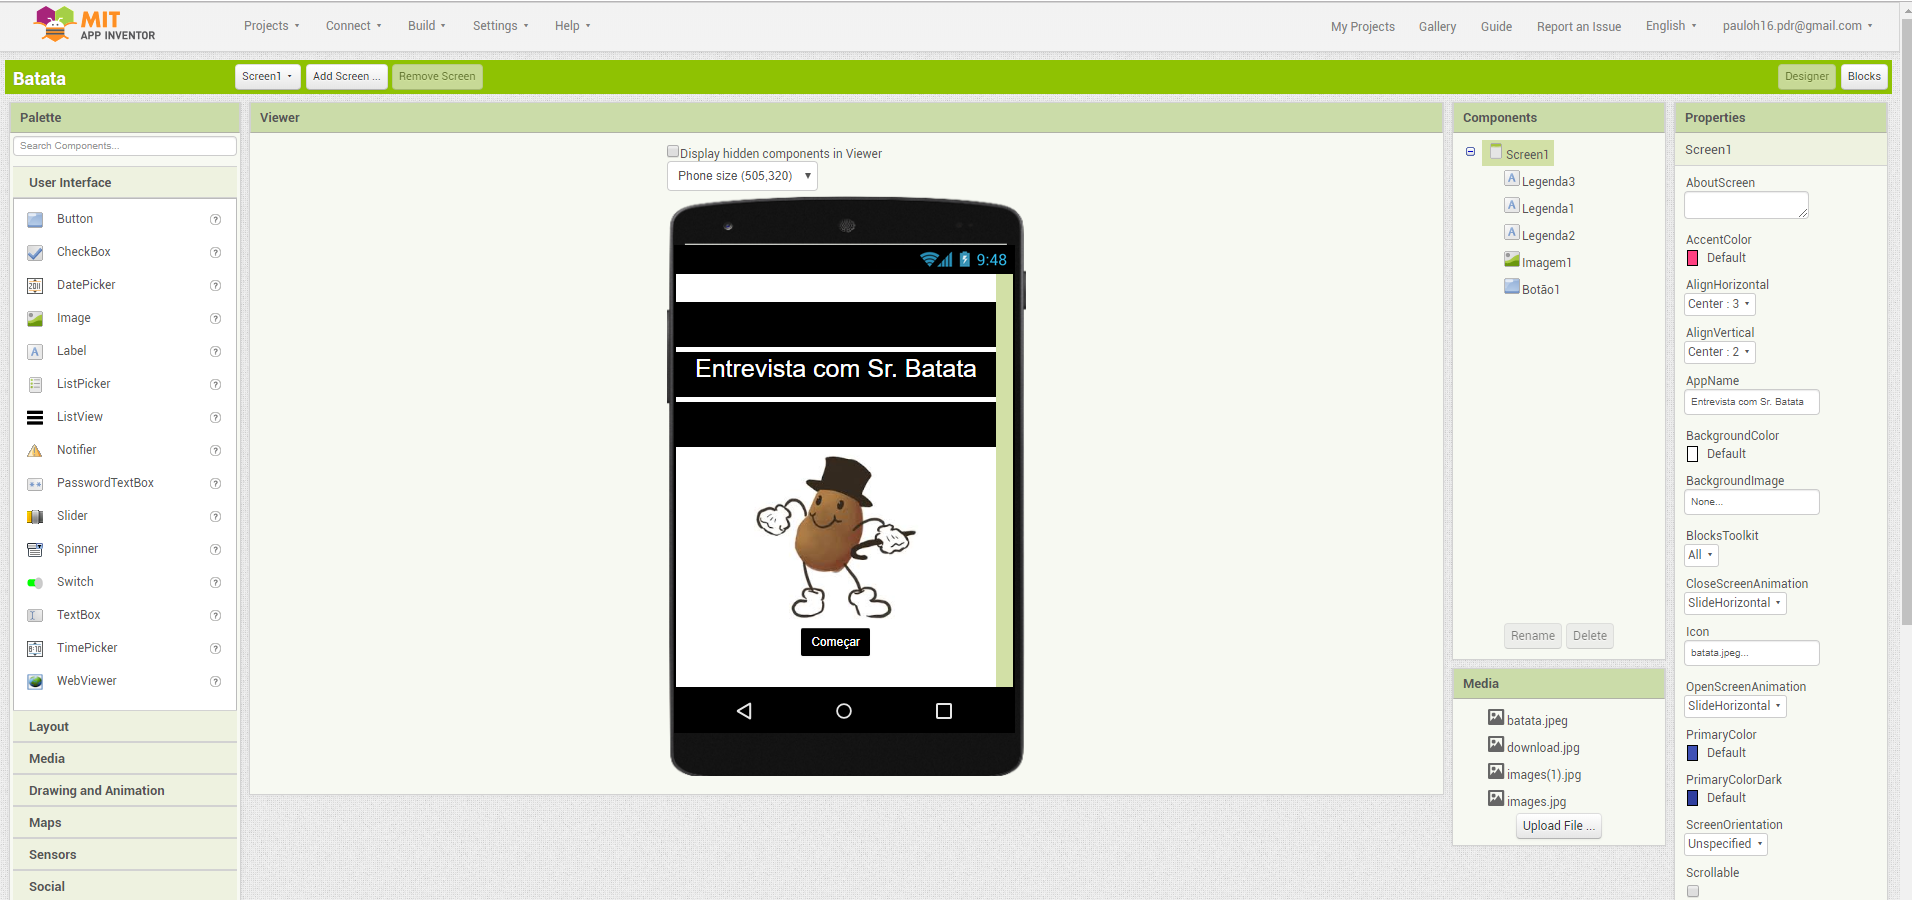 MIT
APP INVENTOR
Projects Connect Build Settings Help My Projects Gallery Guide Report an Issue English pauloh16.pdr@gmail.com
Batata Screen1 Add Screen ... Remove Screen Designer Blocks
Palette
Search Components...
User Interface
Button ?
CheckBox ?
DatePicker ?
Image ?
Label ?
ListPicker ?
ListView ?
Notifier ?
PasswordTextBox ?
Slider ?
Spinner ?
Switch ?
TextBox ?
TimePicker ?
WebViewer ?
Layout
Media
Drawing and Animation
Maps
Sensors
Social
Viewer
Display hidden components in Viewer
Phone size (505,320)
9:48
Entrevista com Sr. Batata
Começar
Components
Screen1
A Legenda3
A Legenda1
A Legenda2
Imagem1
Botão1
Rename Delete
Media
batata.jpeg
download.jpg
images(1).jpg
images.jpg
Upload File ...
Properties
Screen1
AboutScreen
AccentColor
Default
AlignHorizontal
Center : 3
AlignVertical
Center : 2
AppName
Entrevista com Sr. Batata
BackgroundColor
Default
BackgroundImage
None...
BlocksToolkit
All
CloseScreenAnimation
SlideHorizontal
Icon
batata.jpeg...
OpenScreenAnimation
SlideHorizontal
PrimaryColor
Default
PrimaryColorDark
Default
ScreenOrientation
Unspecified
Scrollable